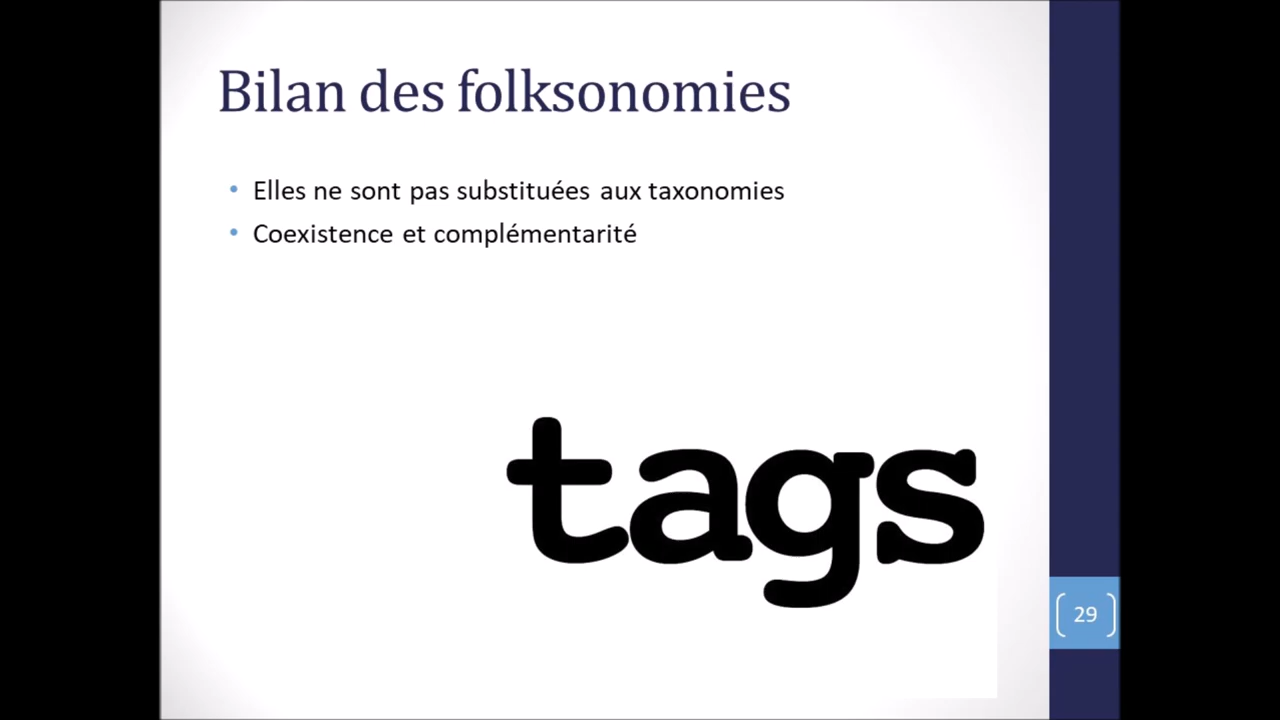 Bilan des folksonomies
• Elles ne sont pas substituées aux taxonomies
• Coexistence et complémentarité
tags
29